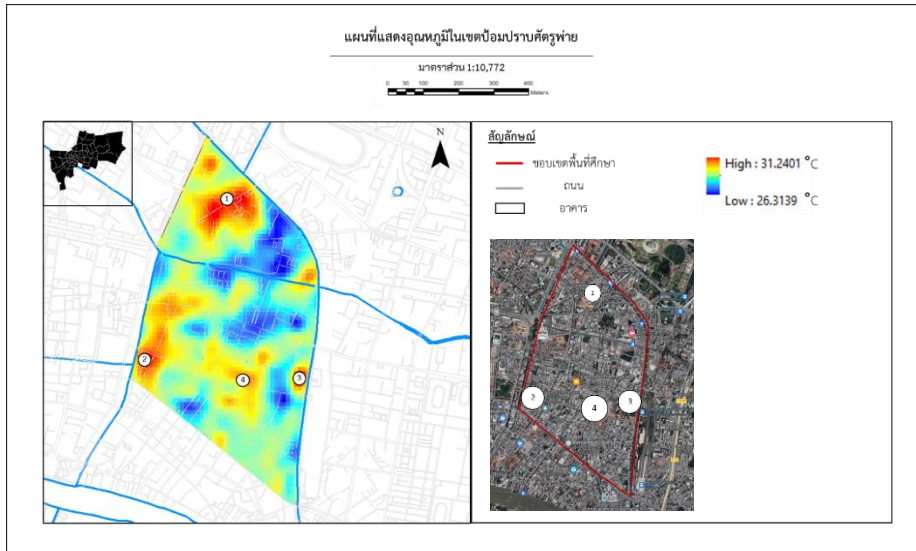 แผนที่แสดงอุณหภูมิในเขตป้อมปราบศัตรูพ่าย
มาตราส่วน 1:10,772
0 50 100 200 300 400
Meters
N
1
2
3
4
สัญลักษณ์
ขอบเขตพื้นที่ศึกษา
ถนน
อาคาร
High : 31.2401 °C
Low : 26.3139 °C
1
2
3
4